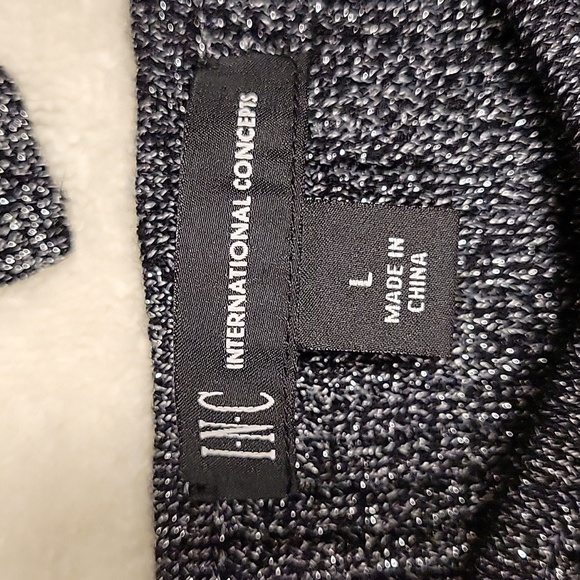 I·N·C INTERNATIONAL CONCEPTS
L
MADE IN
CHINA